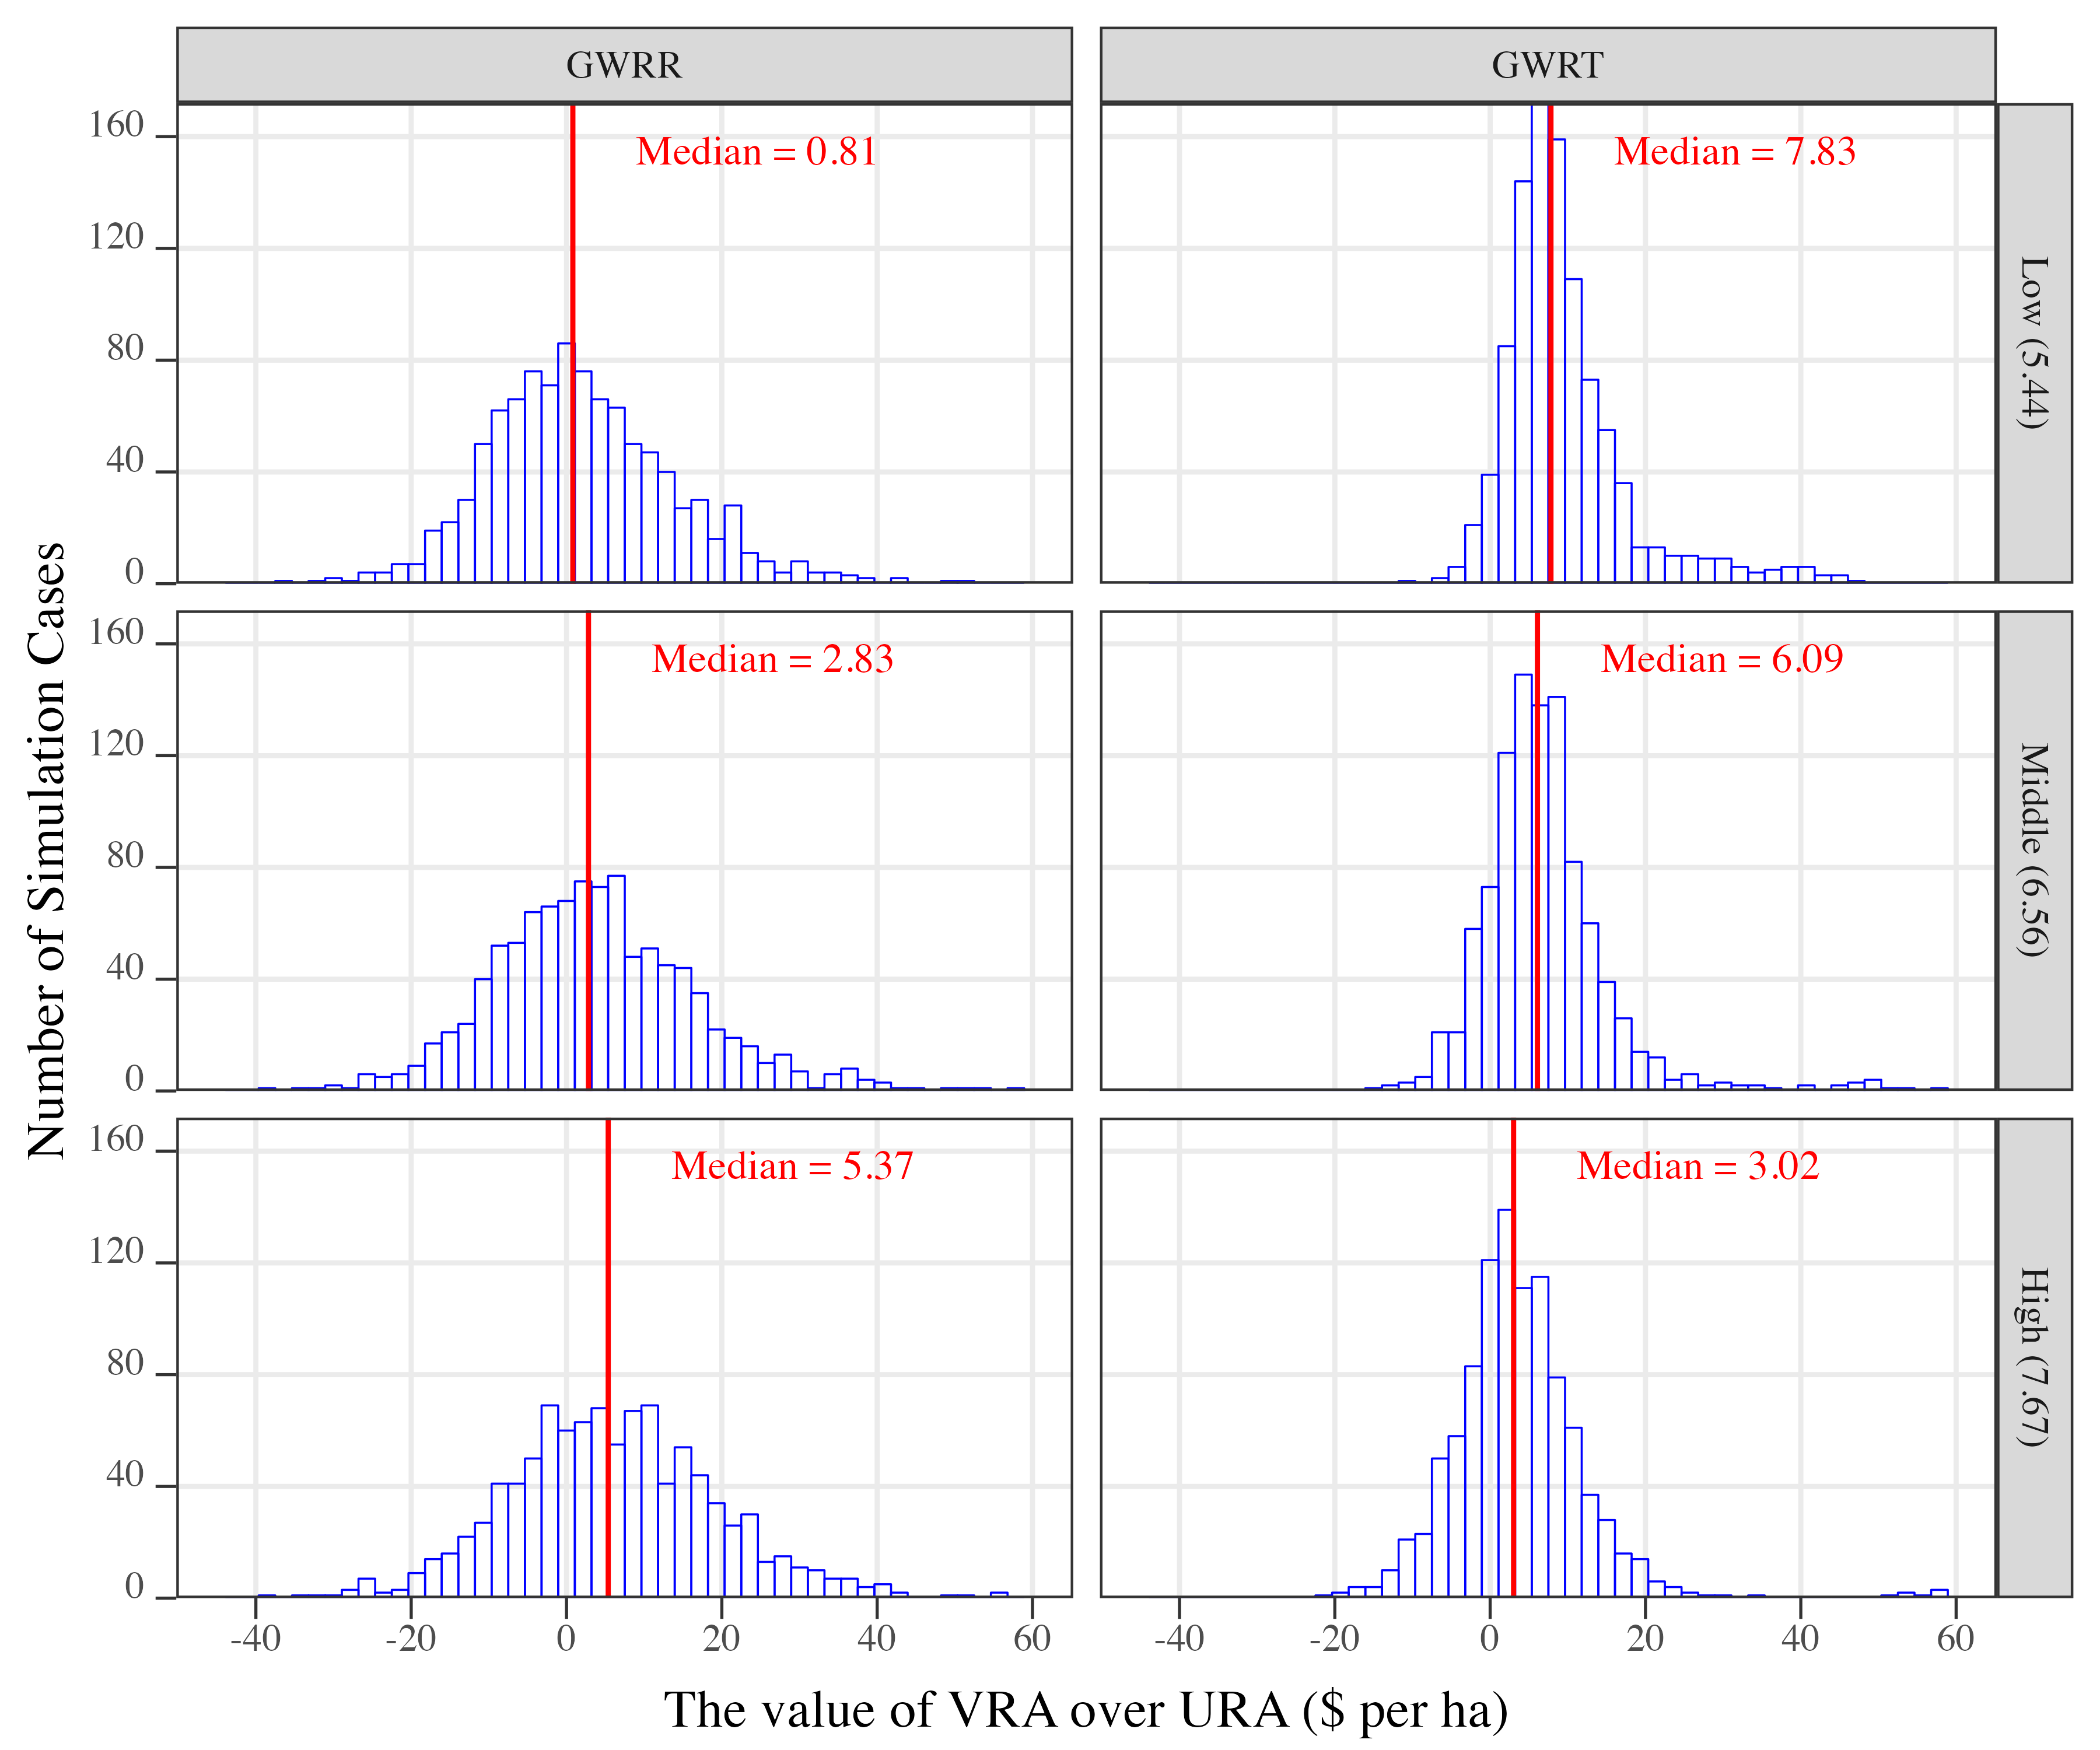 GWRR
GWRT
160
120
80
40
0
Median = 0.81
Median = 7.83
Low (5.44)
160
120
80
40
0
Median = 2.83
Median = 6.09
Middle (6.56)
160
120
80
40
0
Median = 5.37
Median = 3.02
High (7.67)
-40
-20
0
20
40
60
-40
-20
0
20
40
60
Number of Simulation Cases
The value of VRA over URA ($ per ha)